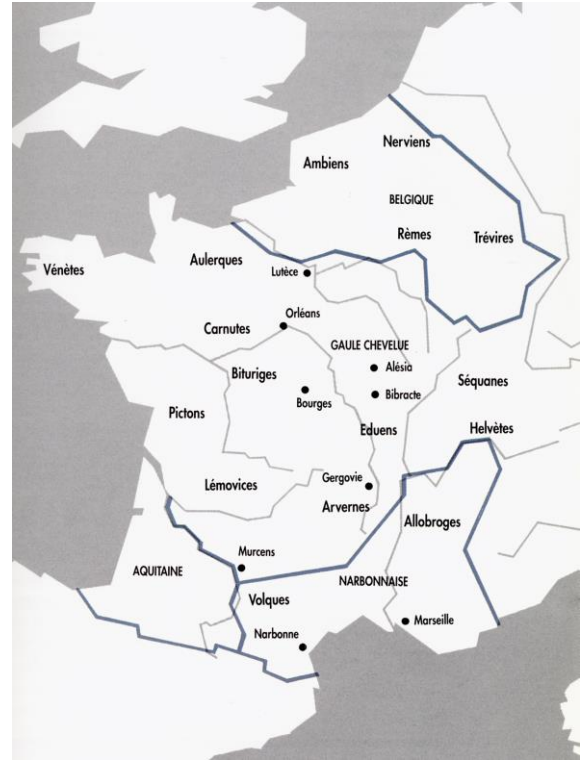 Nerviens
Ambiens
BELGIQUE
Rèmes
Trévires
Vénètes
Aulerques
Lutèce
Orléans
Carnutes
GAULE CHEVELUE
Alésia
Bituriges
Séquanes
Bibracte
Bourges
Pictons
Eduens
Helvètes
Gergovie
Lémovices
Arvernes
Allobroges
Murcens
AQUITAINE
NARBONNAISE
Volques
Marseille
Narbonne